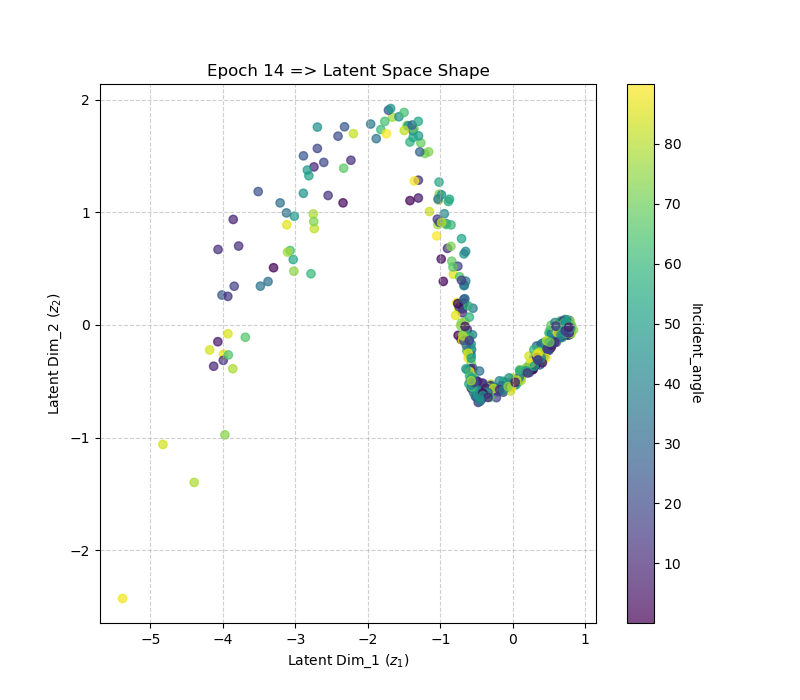 Epoch 14 => Latent Space Shape
2
1
0
−1
−2
Latent Dim_2 (z₂)
−5 −4 −3 −2 −1 0 1
Latent Dim_1 (z₁)
80
70
60
50
40
30
20
10
Incident_angle